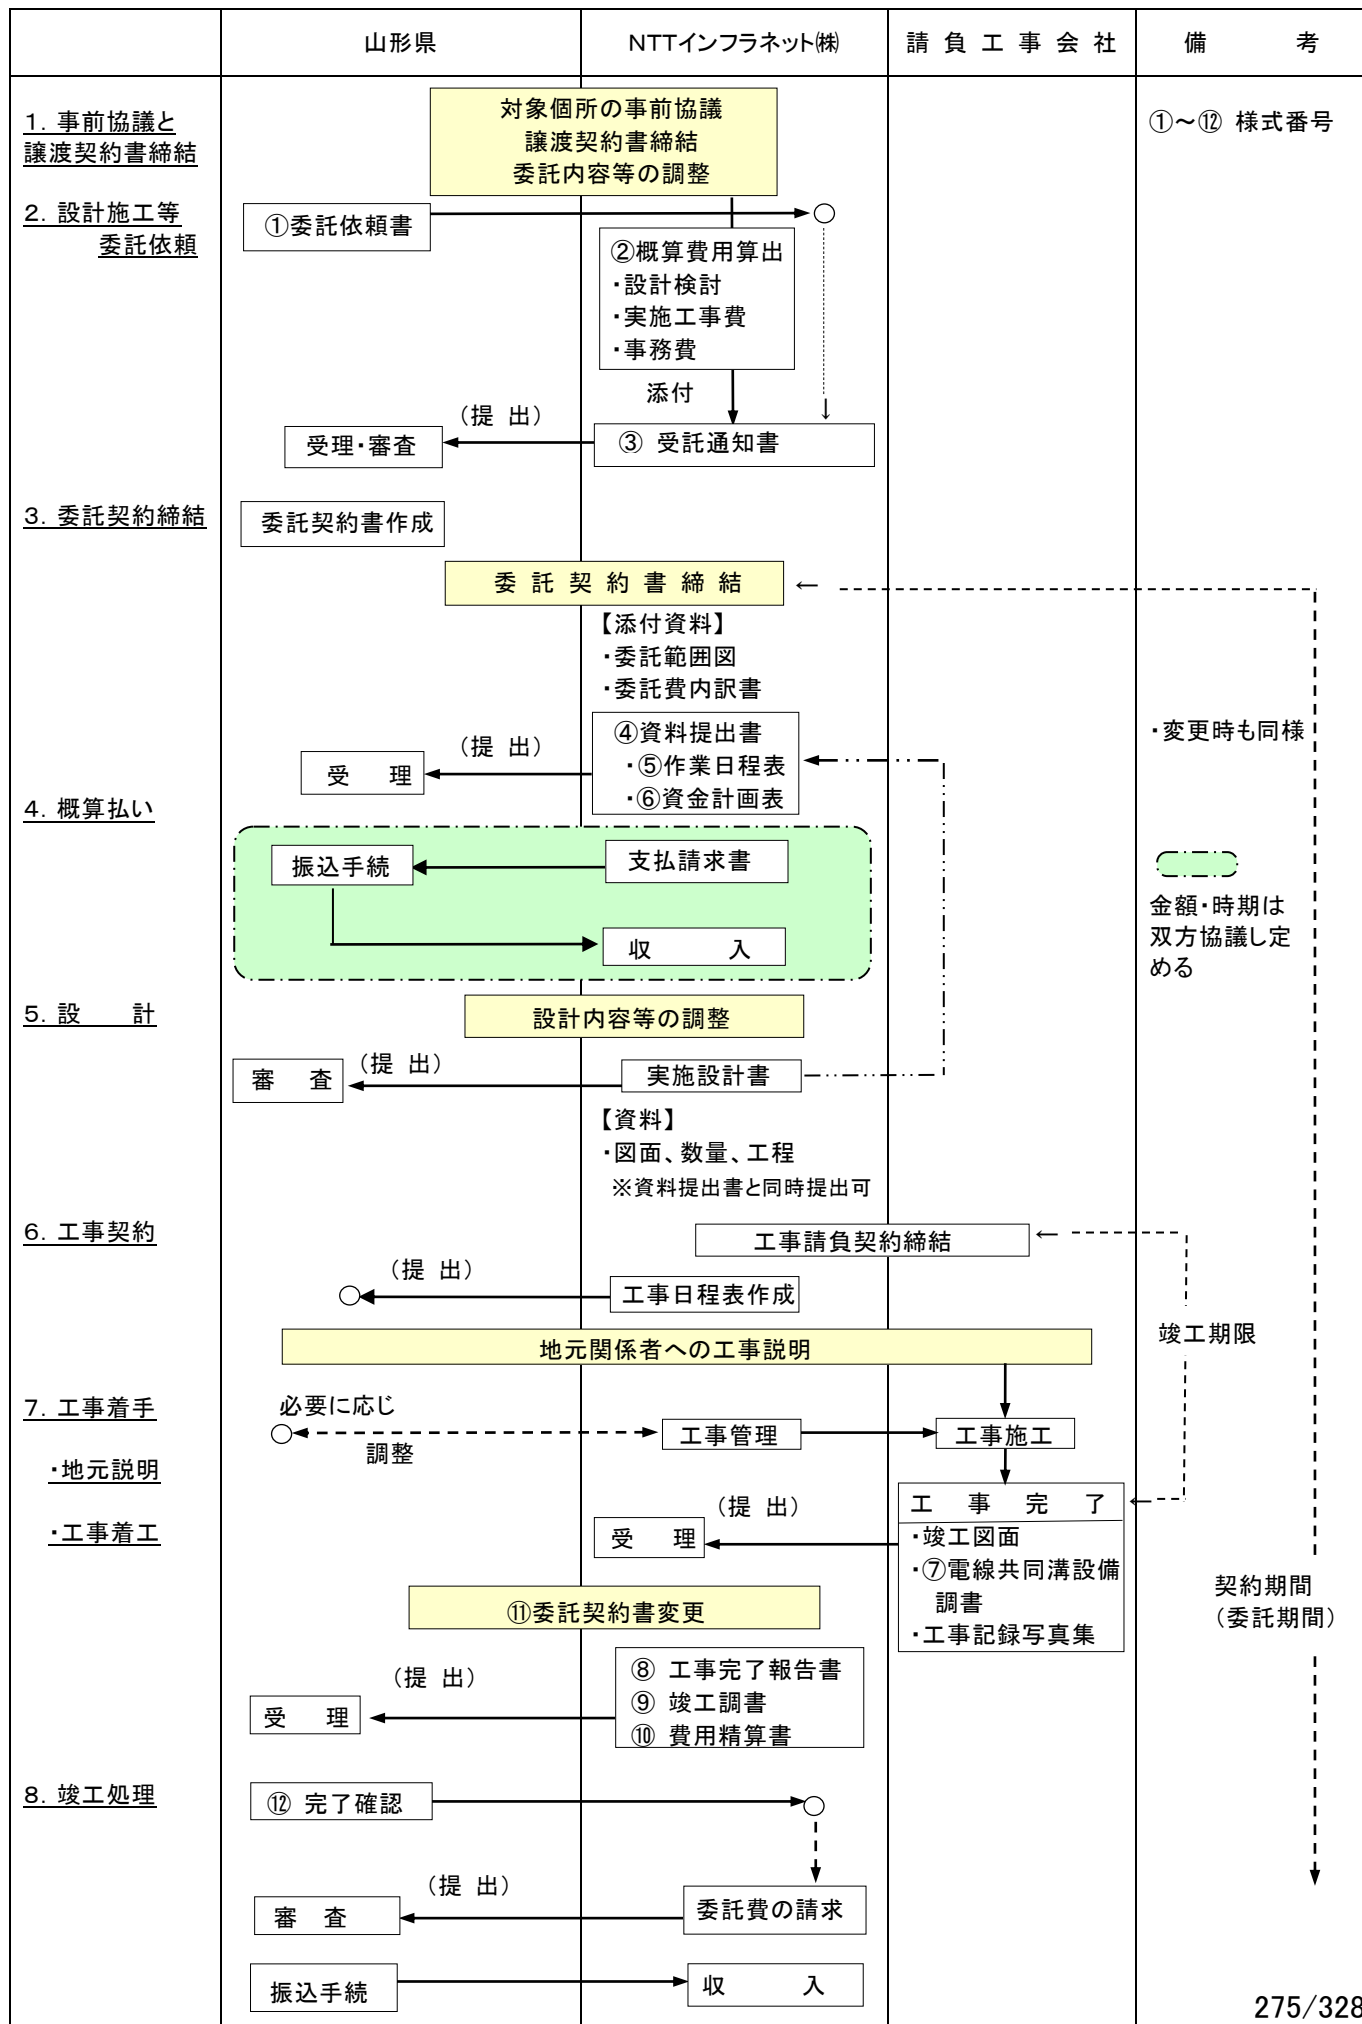 山形県
NTTインフラネット㈱
請負工事会社
備　　考
1. 事前協議と
譲渡契約書締結
対象個所の事前協議
譲渡契約書締結
委託内容等の調整
①～⑫ 様式番号
2. 設計施工等
委託依頼
①委託依頼書
②概算費用算出
・設計検討
・実施工事費
・事務費
添付
（提 出）
受理・審査
③ 受託通知書
3. 委託契約締結
委託契約書作成
委 託 契 約 書 締 結
←
【添付資料】
・委託範囲図
・委託費内訳書
④資料提出書
・⑤作業日程表
・⑥資金計画表
（提 出）
受　理
・変更時も同様
4. 概算払い
振込手続
支払請求書
収　　入
金額・時期は
双方協議し定
める
5. 設　　計
設計内容等の調整
（提 出）
審　査
実施設計書
【資料】
・図面、数量、工程
※資料提出書と同時提出可
6. 工事契約
工事請負契約締結
←
（提 出）
工事日程表作成
地元関係者への工事説明
竣工期限
7. 工事着手
必要に応じ
調整
工事管理
工事施工
・地元説明
・工事着工
（提 出）
受　理
工　事　完　了
←
・竣工図面
・⑦電線共同溝設備
調書
・工事記録写真集
契約期間
（委託期間）
⑪委託契約書変更
（提 出）
受　理
⑧ 工事完了報告書
⑨ 竣工調書
⑩ 費用精算書
8. 竣工処理
⑫ 完了確認
（提 出）
審　査
委託費の請求
振込手続
収　　入
275/328